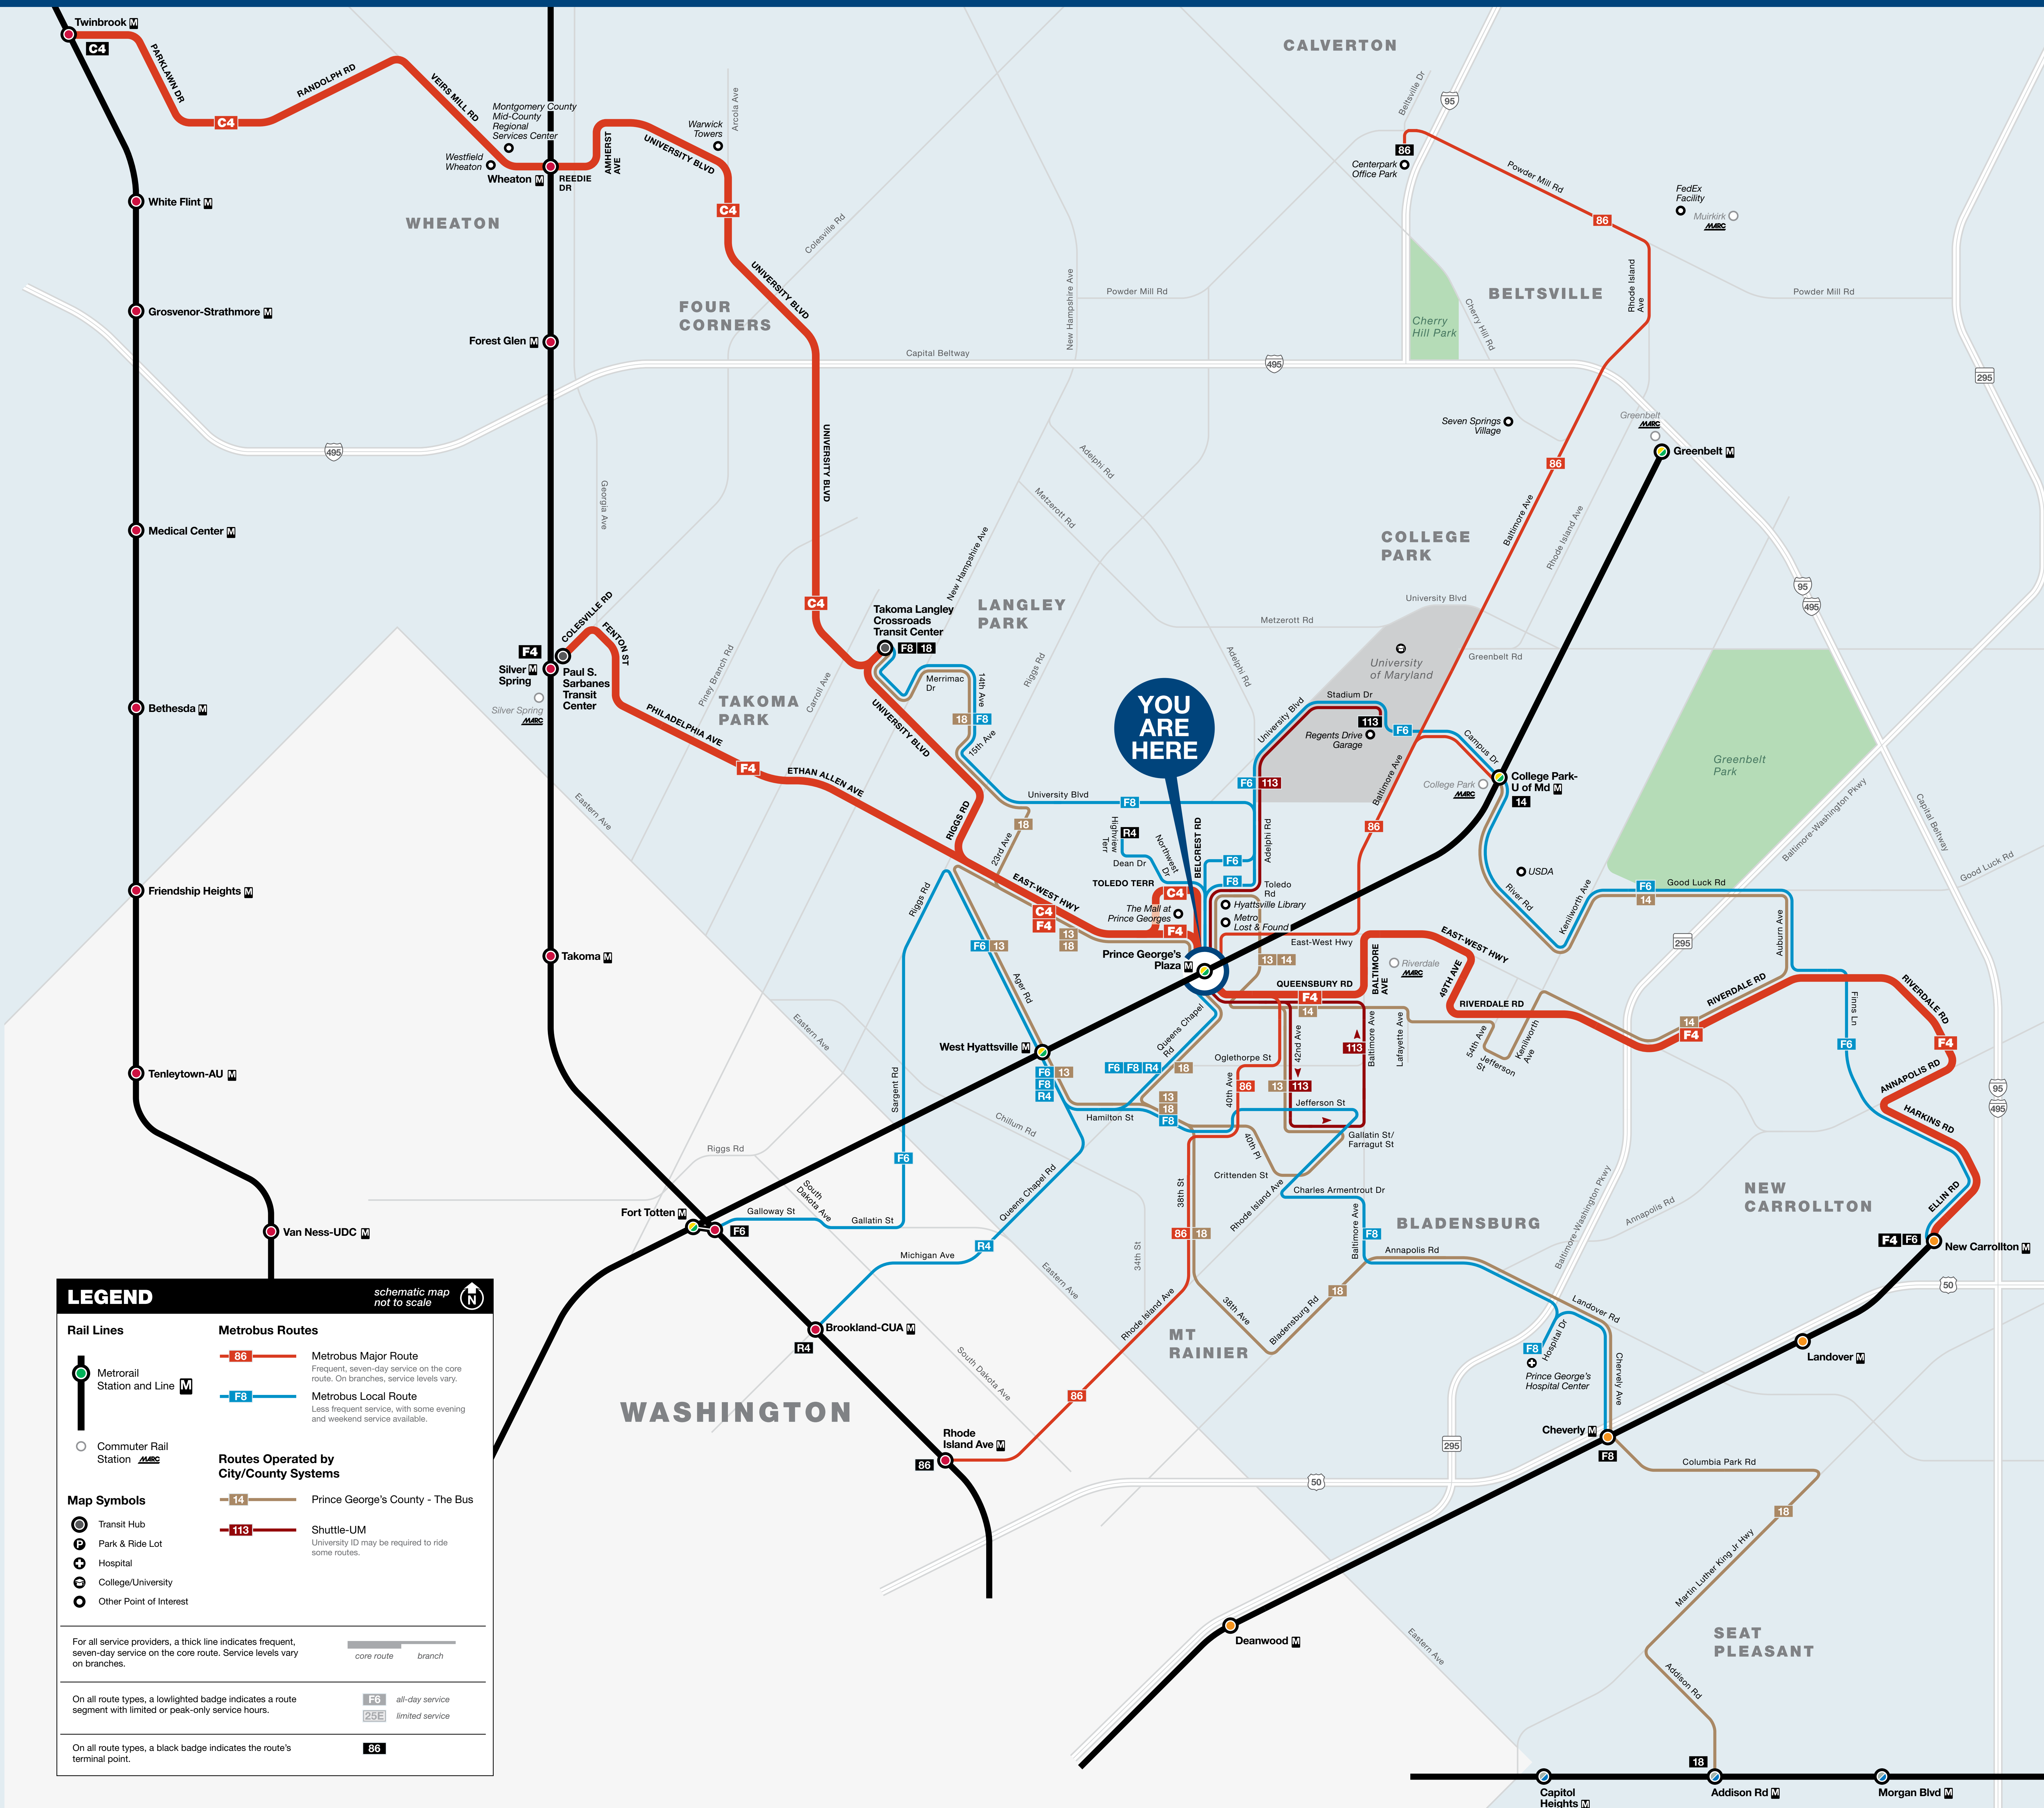 Twinbrook M
C4
PARKLAWN DR
C4
RANDOLPH RD
VEIRS MILL RD
Montgomery County
Mid-County
Regional
Services Center
Westfield
Wheaton
Wheaton M
REEDIE
DR
AMHERST
AVE
UNIVERSITY BLVD
Warwick
Towers
Arcola Ave
C4
WHEATON
White Flint M
Colesville Rd
UNIVERSITY BLVD
FOUR
CORNERS
Grosvenor-Strathmore M
Forest Glen M
Capital Beltway
495
495
New Hampshire Ave
Powder Mill Rd
CALVERTON
Beltsville Dr
95
86
Centerpark
Office Park
Powder Mill Rd
86
FedEx
Facility
Muirkirk
MARC
BELTSVILLE
Rhode Island
Ave
Powder Mill Rd
Cherry
Hill Park
Cherry Hill Rd
295
Seven Springs
Village
Greenbelt
MARC
Greenbelt M
86
Baltimore Ave
Rhode Island Ave
COLLEGE
PARK
Adelphi Rd
Metzerott Rd
UNIVERSITY BLVD
Georgia Ave
Medical Center M
95
495
University Blvd
Metzerott Rd
Greenbelt Rd
University
of Maryland
Adelphi Rd
C4
Takoma Langley
Crossroads
Transit Center
F8 18
New Hampshire Ave
LANGLEY
PARK
Riggs Rd
Merrimac
Dr
14th Ave
18 F8
15th Ave
COLESVILLE RD
FENTON ST
F4
Silver M
Spring
Paul S.
Sarbanes
Transit
Center
Silver Spring
MARC
Bethesda M
PHILADELPHIA AVE
TAKOMA
PARK
Piney Branch Rd
Carroll Ave
UNIVERSITY BLVD
F4
ETHAN ALLEN AVE
Eastern Ave
YOU
ARE
HERE
University Blvd
Stadium Dr
113
Regents Drive
Garage
F6
Campus Dr
College Park
MARC
College Park-
U of Md M
14
F6 113
Baltimore Ave
Greenbelt
Park
Baltimore-Washington Pkwy
Capital Beltway
Good Luck Rd
University Blvd
F8
18
23rd Ave
RIGGS RD
Highview
Terr
R4
Dean Dr
Northwest
Dr
BELCREST RD
F6
F8
Adelphi Rd
86
Toledo
Rd
TOLEDO TERR
C4
The Mall at
Prince Georges
F4
Hyattsville Library
Metro
Lost & Found
EAST-WEST HWY
C4
F4
13
18
East-West Hwy
Prince George's
Plaza M
13 14
USDA
River Rd
Kenilworth Ave
F6
14
Good Luck Rd
Auburn Ave
295
Friendship Heights M
Riggs Rd
F6 13
Ager Rd
Takoma M
QUEENSBURY RD
F4
14
BALTIMORE
AVE
Riverdale
MARC
EAST-WEST HWY
49TH AVE
RIVERDALE RD
RIVERDALE RD
14
F4
RIVERDALE RD
F4
Finns Ln
F6
ANNAPOLIS RD
HARKINS RD
Eastern Ave
West Hyattsville M
Queens Chapel
Rd
F6 F8 R4 18
F6 13
F8
R4
Oglethorpe St
42nd Ave
40th Ave
86
13 113
113
Baltimore Ave
Lafayette Ave
54th Ave
Jefferson
St
Kenilworth
Ave
Jefferson St
13
18
F8
Hamilton St
Gallatin St/
Farragut St
40th Pl
Crittenden St
Rhode Island Ave
Charles Armentrout Dr
Tenleytown-AU M
Sargent Rd
Chillum Rd
F6
Riggs Rd
South
Dakota Ave
Queens Chapel Rd
38th St
86 18
34th St
Baltimore Ave
F8
BLADENSBURG
Annapolis Rd
Baltimore-Washington Pkwy
Annapolis Rd
NEW
CARROLLTON
ELLIN RD
95
495
F4 F6
New Carrollton M
50
Fort Totten M
F6
Galloway St
Gallatin St
R4
Michigan Ave
Eastern Ave
Van Ness-UDC M
Brookland-CUA M
R4
South Dakota Ave
Rhode Island Ave
38th Ave
Bladensburg Rd
18
MT
RAINIER
Landover Rd
F8
Hospital Dr
Prince George's
Hospital Center
Cheverly Ave
Landover M
WASHINGTON
86
Rhode
Island Ave M
86
Cheverly M
F8
295
50
Columbia Park Rd
18
Martin Luther King Jr Hwy
Deanwood M
Eastern Ave
SEAT
PLEASANT
Addison Rd
18
Capitol
Heights M
Addison Rd M
Morgan Blvd M
LEGEND
schematic map
not to scale
N
Rail Lines
Metrorail
Station and Line M
Commuter Rail
Station MARC
Map Symbols
Transit Hub
P Park & Ride Lot
Hospital
College/University
Other Point of Interest
Metrobus Routes
86 Metrobus Major Route
Frequent, seven-day service on the core
route. On branches, service levels vary.
F8 Metrobus Local Route
Less frequent service, with some evening
and weekend service available.
Routes Operated by
City/County Systems
14 Prince George's County - The Bus
113 Shuttle-UM
University ID may be required to ride
some routes.
For all service providers, a thick line indicates frequent,
seven-day service on the core route. Service levels vary
on branches.
core route branch
On all route types, a lowlighted badge indicates a route
segment with limited or peak-only service hours.
F6 all-day service
25E limited service
On all route types, a black badge indicates the route's
terminal point.
86